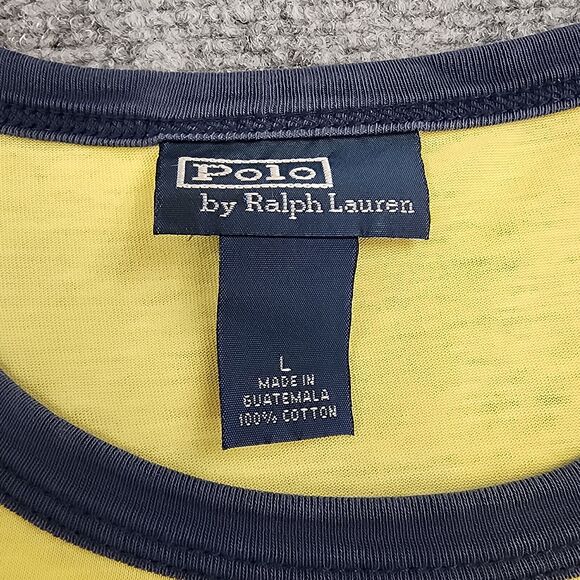 Polo
by Ralph Lauren
L
MADE IN
GUATEMALA
100% COTTON